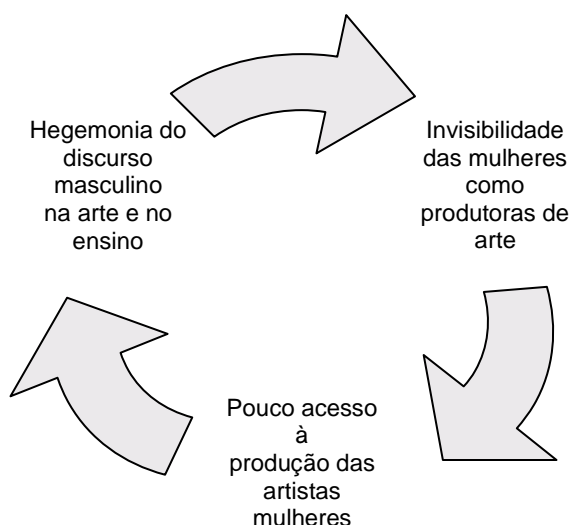 Hegemonia do
discurso
masculino
na arte e no
ensino
Invisibilidade
das mulheres
como
produtoras de
arte
Pouco acesso
à
produção das
artistas
mulheres